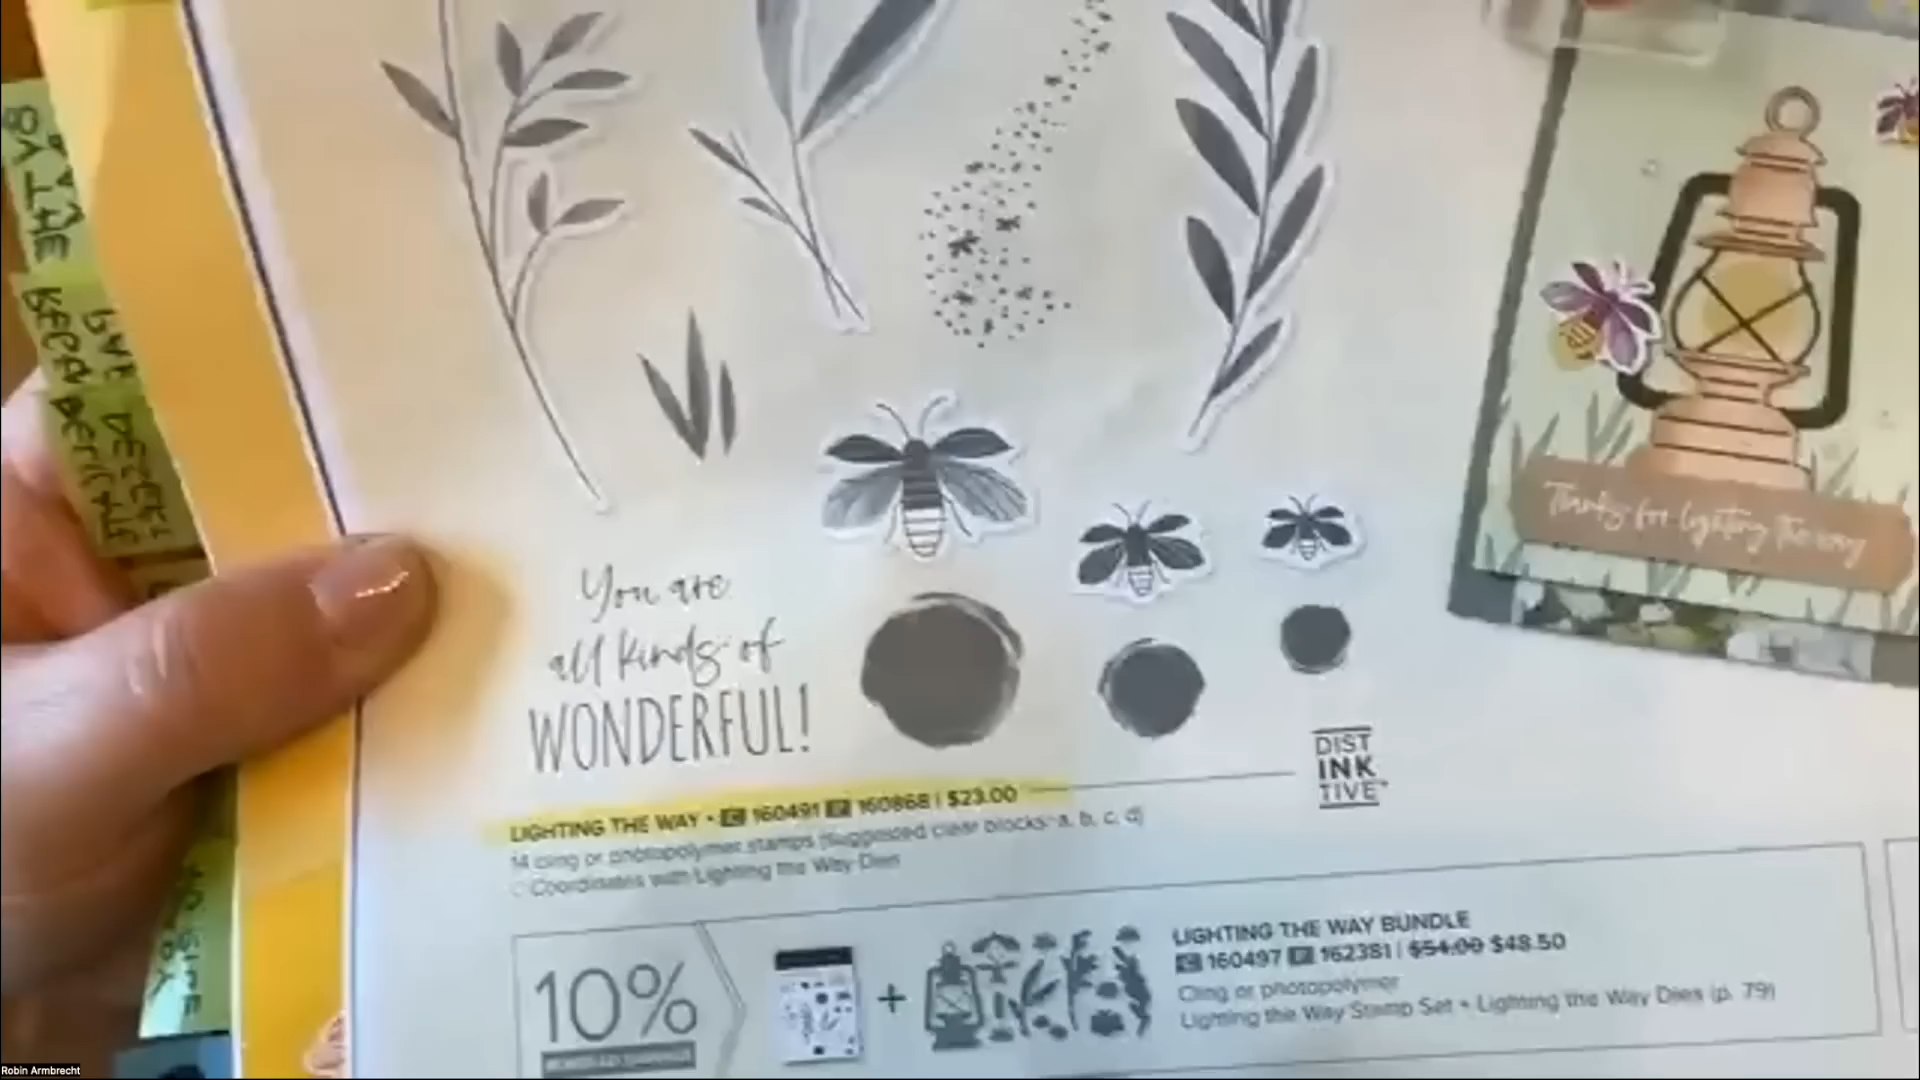 Thanks for lighting the way
You are
all kinds of
WONDERFUL!
DIST
INK
TIVE™
LIGHTING THE WAY • C 160491 P 160868 | $23.00
14 cling or photopolymer stamps (suggested clear blocks: a, b, c, d)
Coordinates with Lighting the Way Dies
10%
LIGHTING THE WAY BUNDLE
C 160497 P 162381 | $54.00 $48.50
Cling or photopolymer
Lighting the Way Stamp Set + Lighting the Way Dies (p. 79)
Robin Armbrecht